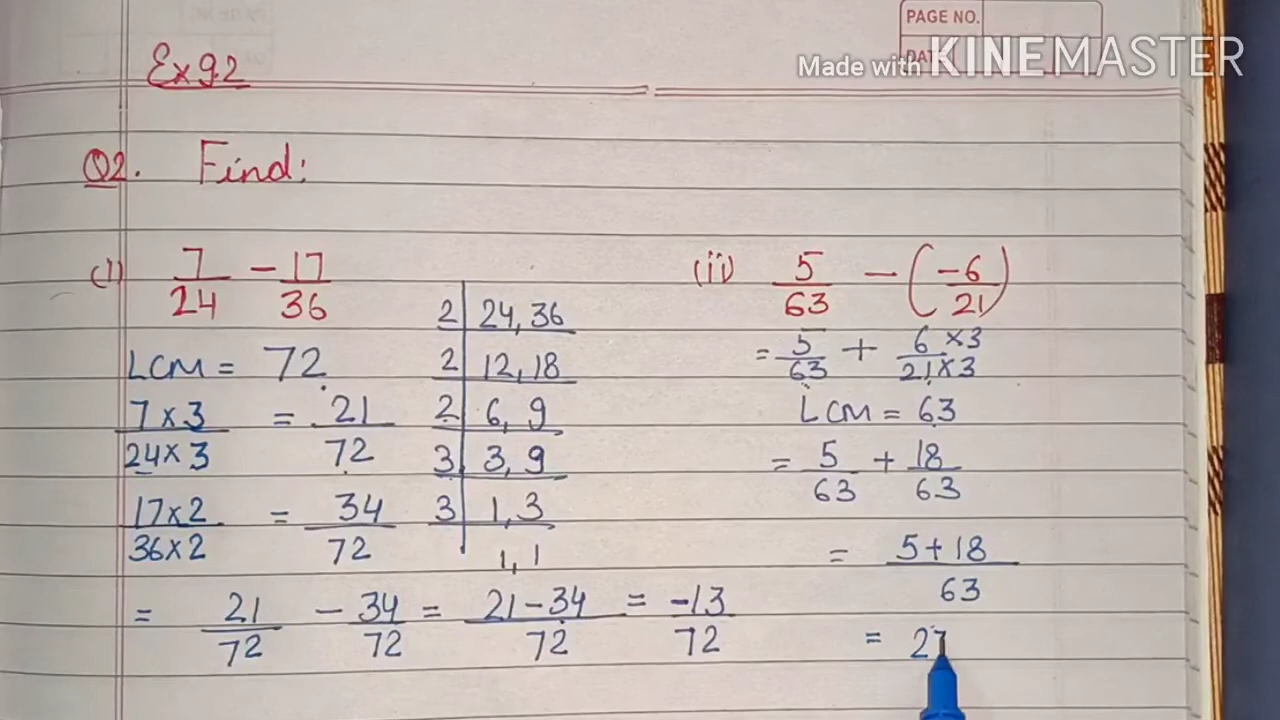 PAGE NO.
DATE
Made with KINEMASTER
Ex 9.2
Q2. Find:
(i) 7/24 - 17/36
2 | 24, 36
LCM = 72
2 | 12, 18
7 × 3 / 24 × 3 = 21/72
2 | 6, 9
3 | 3, 9
17 × 2 / 36 × 2 = 34/72
3 | 1, 3
1, 1
= 21/72 - 34/72 = 21 - 34 / 72 = -13/72
(ii) 5/63 - (-6/21)
= 5/63 + 6 × 3 / 21 × 3
LCM = 63
= 5/63 + 18/63
= 5 + 18 / 63
= 2